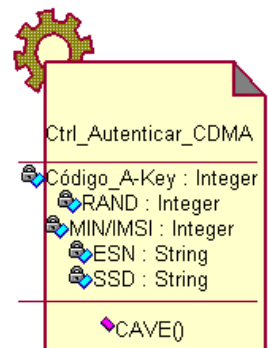 Ctrl_Autenticar_CDMA
Código_A-Key : Integer
RAND : Integer
MIN/IMSI : Integer
ESN : String
SSD : String
CAVE()